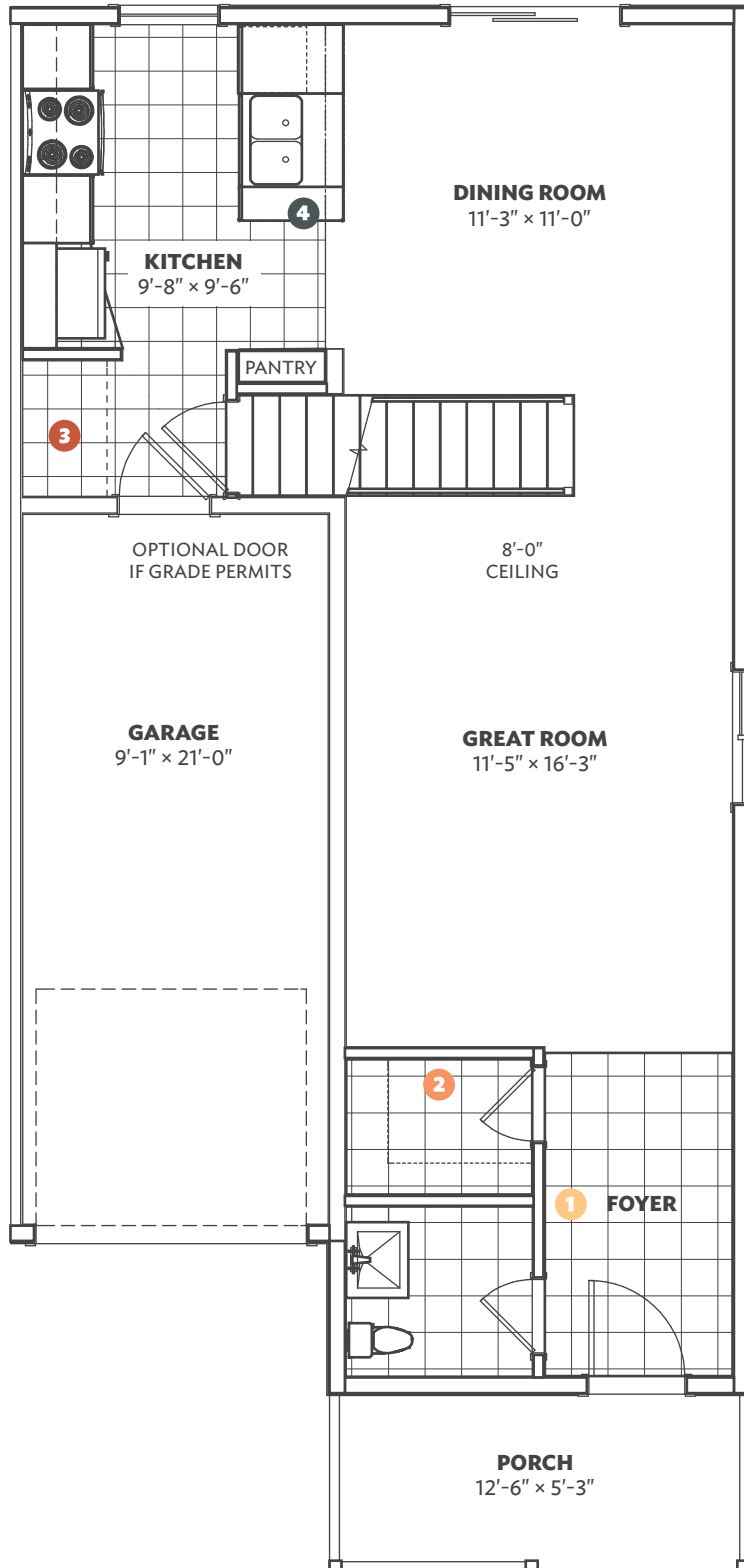 DINING ROOM
11'-3" × 11'-0"
4
KITCHEN
9'-8" × 9'-6"
PANTRY
3
OPTIONAL DOOR
IF GRADE PERMITS
8'-0"
CEILING
GARAGE
9'-1" × 21'-0"
GREAT ROOM
11'-5" × 16'-3"
2
1 FOYER
PORCH
12'-6" × 5'-3"